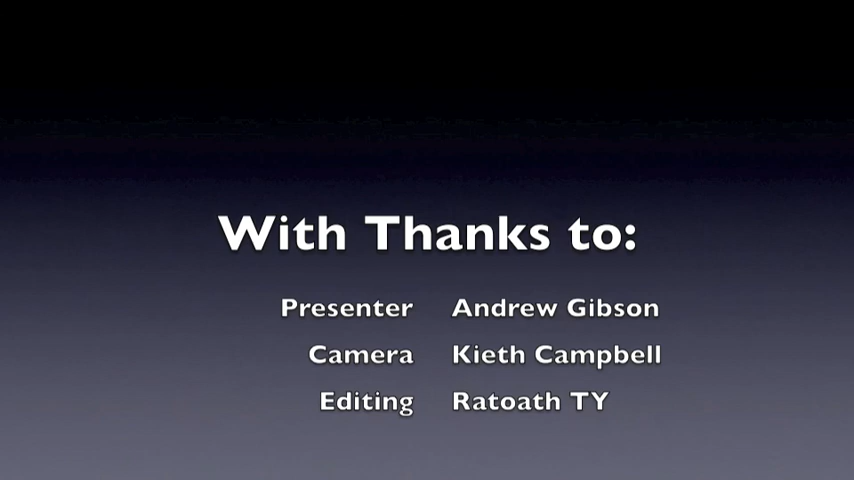 With Thanks to:
Presenter Andrew Gibson
Camera Kieth Campbell
Editing Ratoath TY